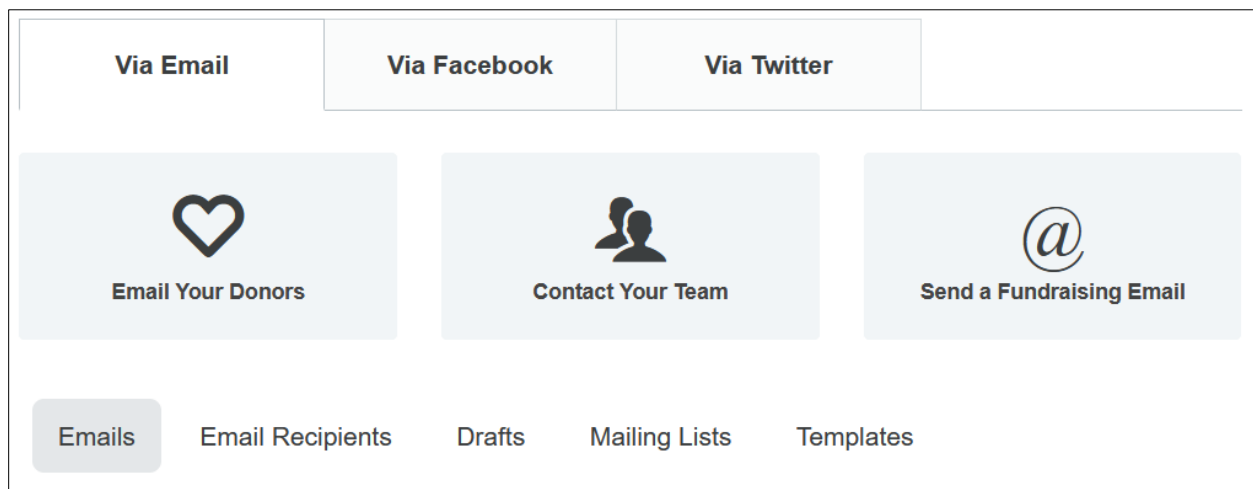 Via Email Via Facebook Via Twitter
Email Your Donors Contact Your Team Send a Fundraising Email
Emails Email Recipients Drafts Mailing Lists Templates